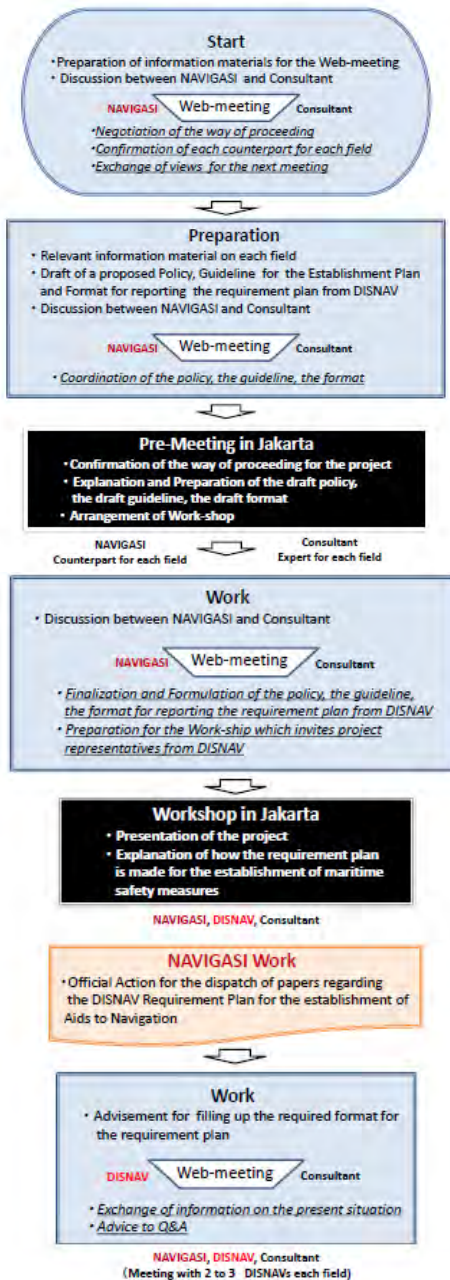 Start
・Preparation of information materials for the Web-meeting
・Discussion between NAVIGASI and Consultant
NAVIGASI Web-meeting Consultant
・Negotiation of the way of proceeding
・Confirmation of each counterpart for each field
・Exchange of views for the next meeting
Preparation
・Relevant information material on each field
・Draft of a proposed Policy, Guideline for the Establishment Plan
and Format for reporting the requirement plan from DISNAV
・Discussion between NAVIGASI and Consultant
NAVIGASI Web-meeting Consultant
・Coordination of the policy, the guideline, the format
Pre-Meeting in Jakarta
・Confirmation of the way of proceeding for the project
・Explanation and Preparation of the draft policy,
the draft guideline, the draft format
・Arrangement of Work-shop
NAVIGASI
Counterpart for each field
Consultant
Expert for each field
Work
・Discussion between NAVIGASI and Consultant
NAVIGASI Web-meeting Consultant
・Finalization and Formulation of the policy, the guideline,
the format for reporting the requirement plan from DISNAV
・Preparation for the Work-ship which invites project
representatives from DISNAV
Workshop in Jakarta
・Presentation of the project
・Explanation of how the requirement plan
is made for the establishment of maritime
safety measures
NAVIGASI, DISNAV, Consultant
NAVIGASI Work
・Official Action for the dispatch of papers regarding
the DISNAV Requirement Plan for the establishment of
Aids to Navigation
Work
・Advisement for filling up the required format for
the requirement plan
DISNAV Web-meeting Consultant
・Exchange of information on the present situation
・Advice to Q&A
NAVIGASI, DISNAV, Consultant
(Meeting with 2 to 3 DISNAVs each field)